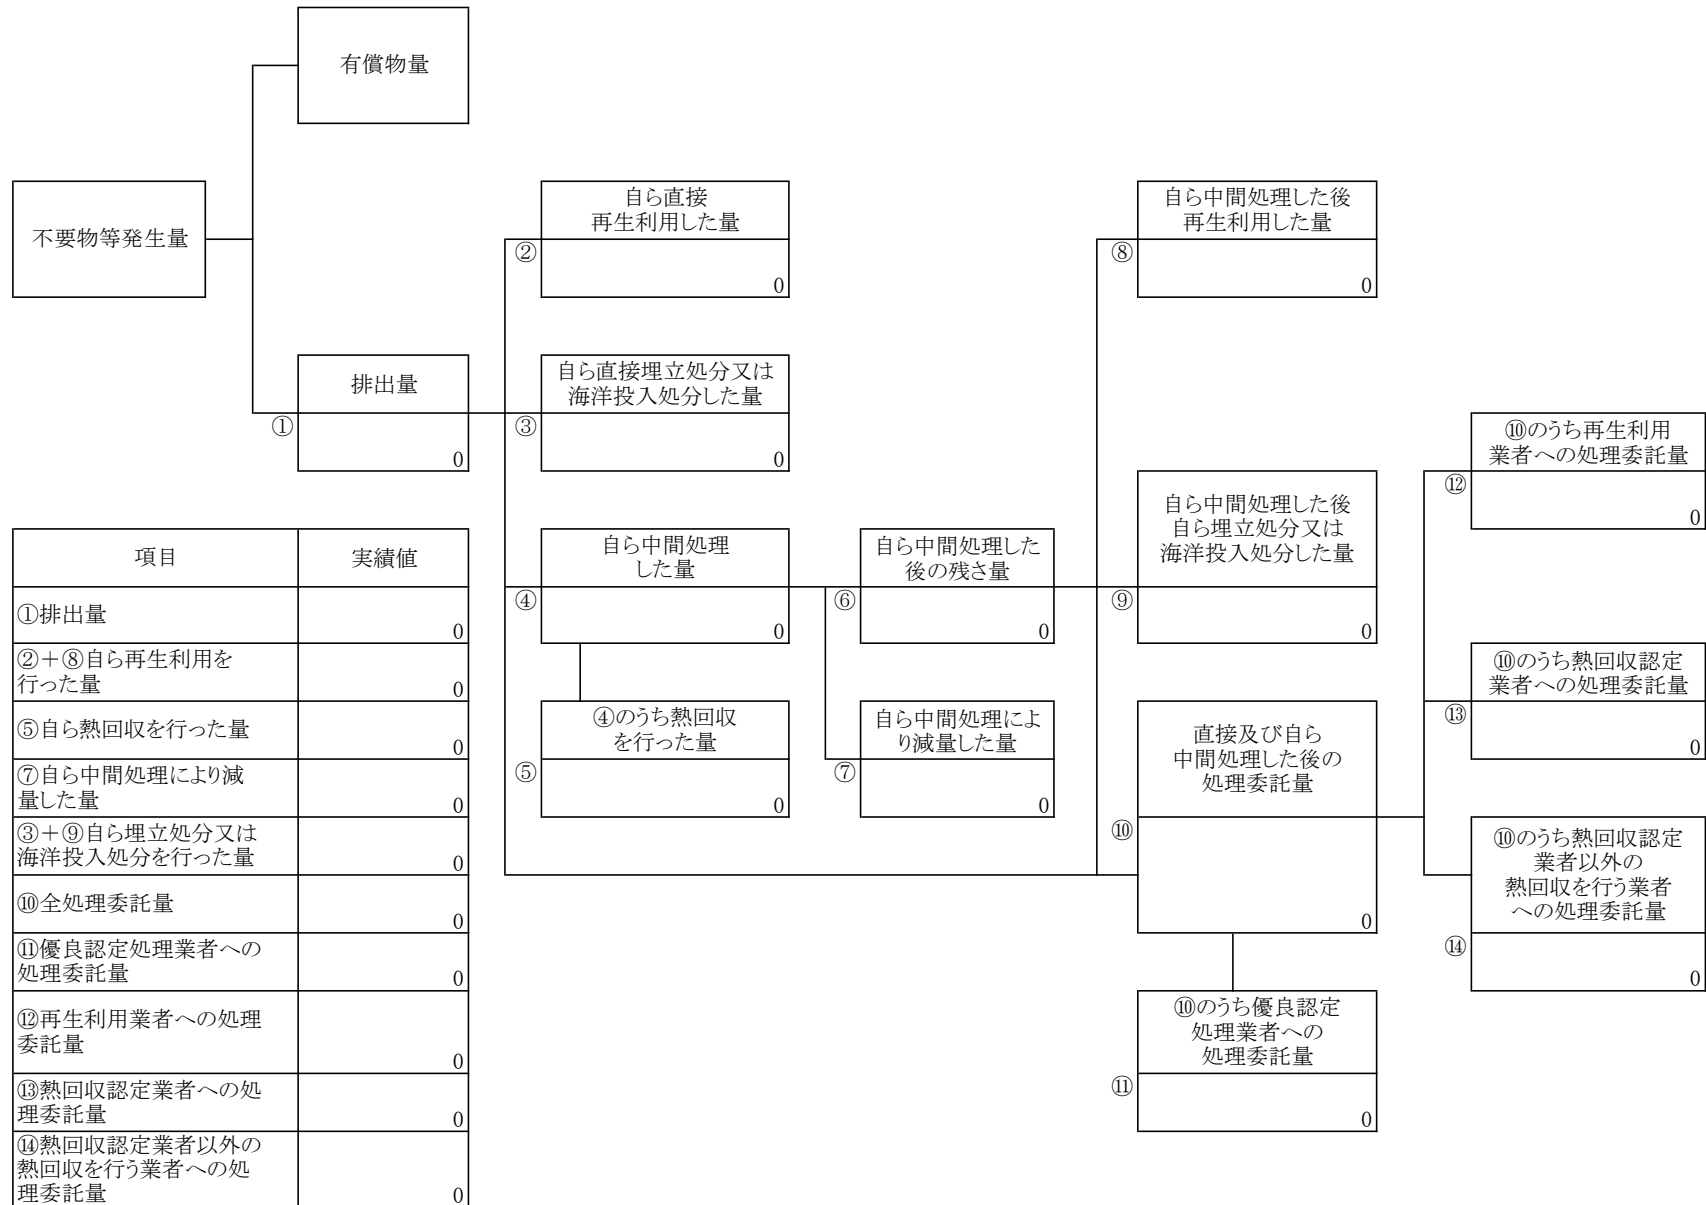 有償物量
不要物等発生量
自ら直接
再生利用した量
②
0
自ら中間処理した後
再生利用した量
⑧
0
排出量
①
0
自ら直接埋立処分又は
海洋投入処分した量
③
0
⑩のうち再生利用
業者への処理委託量
⑫
0
自ら中間処理した後
自ら埋立処分又は
海洋投入処分した量
⑨
0
自ら中間処理
した量
④
0
自ら中間処理した
後の残さ量
⑥
0
⑩のうち熱回収認定
業者への処理委託量
⑬
0
④のうち熱回収
を行った量
⑤
0
自ら中間処理によ
り減量した量
⑦
0
直接及び自ら
中間処理した後の
処理委託量
⑩
0
⑩のうち熱回収認定
業者以外の
熱回収を行う業者
への処理委託量
⑭
0
⑩のうち優良認定
処理業者への
処理委託量
⑪
0
項目 実績値
①排出量
0
②＋⑧自ら再生利用を
行った量
0
⑤自ら熱回収を行った量
0
⑦自ら中間処理により減
量した量
0
③＋⑨自ら埋立処分又は
海洋投入処分を行った量
0
⑩全処理委託量
0
⑪優良認定処理業者への
処理委託量
0
⑫再生利用業者への処理
委託量
0
⑬熱回収認定業者への処
理委託量
0
⑭熱回収認定業者以外の
熱回収を行う業者への処
理委託量
0